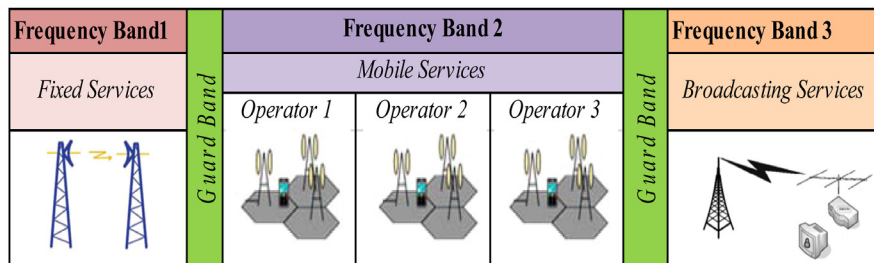 Frequency Band1
Fixed Services
Guard Band
Frequency Band 2
Mobile Services
Operator 1
Operator 2
Operator 3
Guard Band
Frequency Band 3
Broadcasting Services